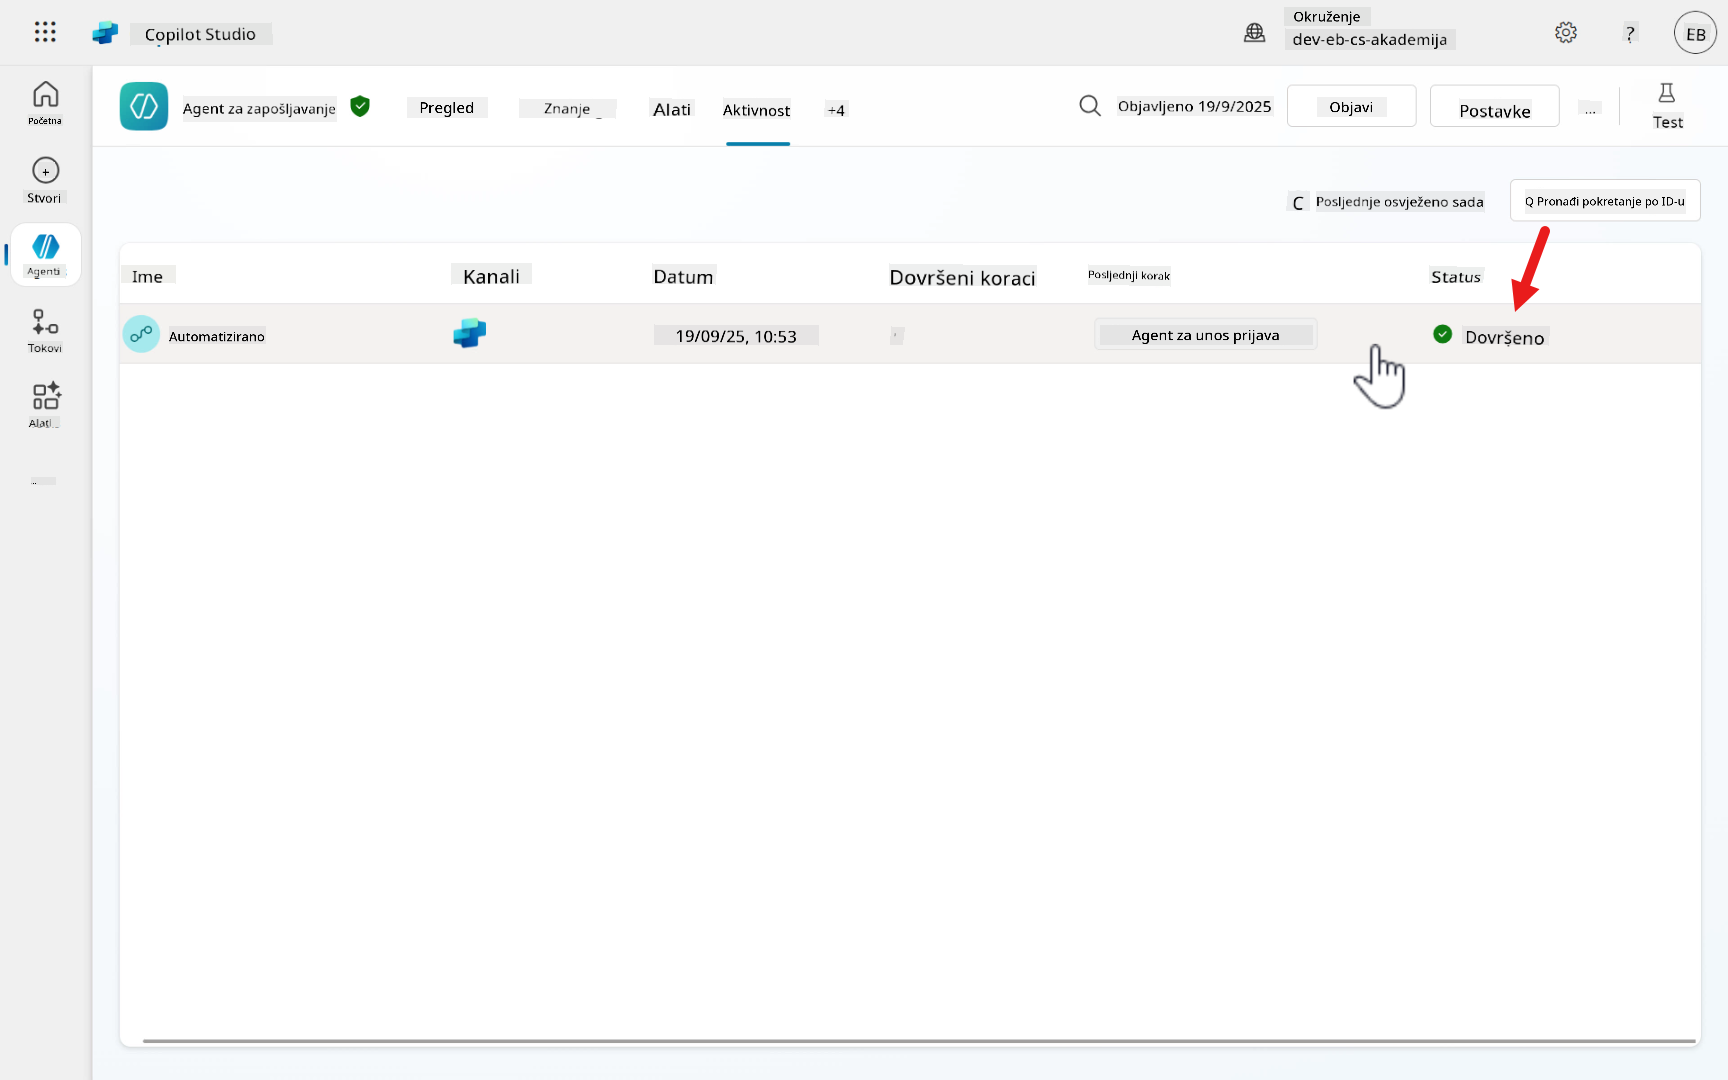 Copilot Studio
Okruženje
dev-eb-cs-akademija
?
EB
Početna
Stvori
Agenti
Tokovi
Alati
Agent za zapošljavanje
Pregled
Znanje
Alati
Aktivnost
+4
Objavljeno 19/9/2025
Objavi
Postavke
...
Test
C Posljednje osvježeno sada
Q Pronađi pokretanje po ID-u
Ime
Kanali
Datum
Dovršeni koraci
Posljednji korak
Status
Automatizirano
19/09/25, 10:53
Agent za unos prijava
Dovršeno